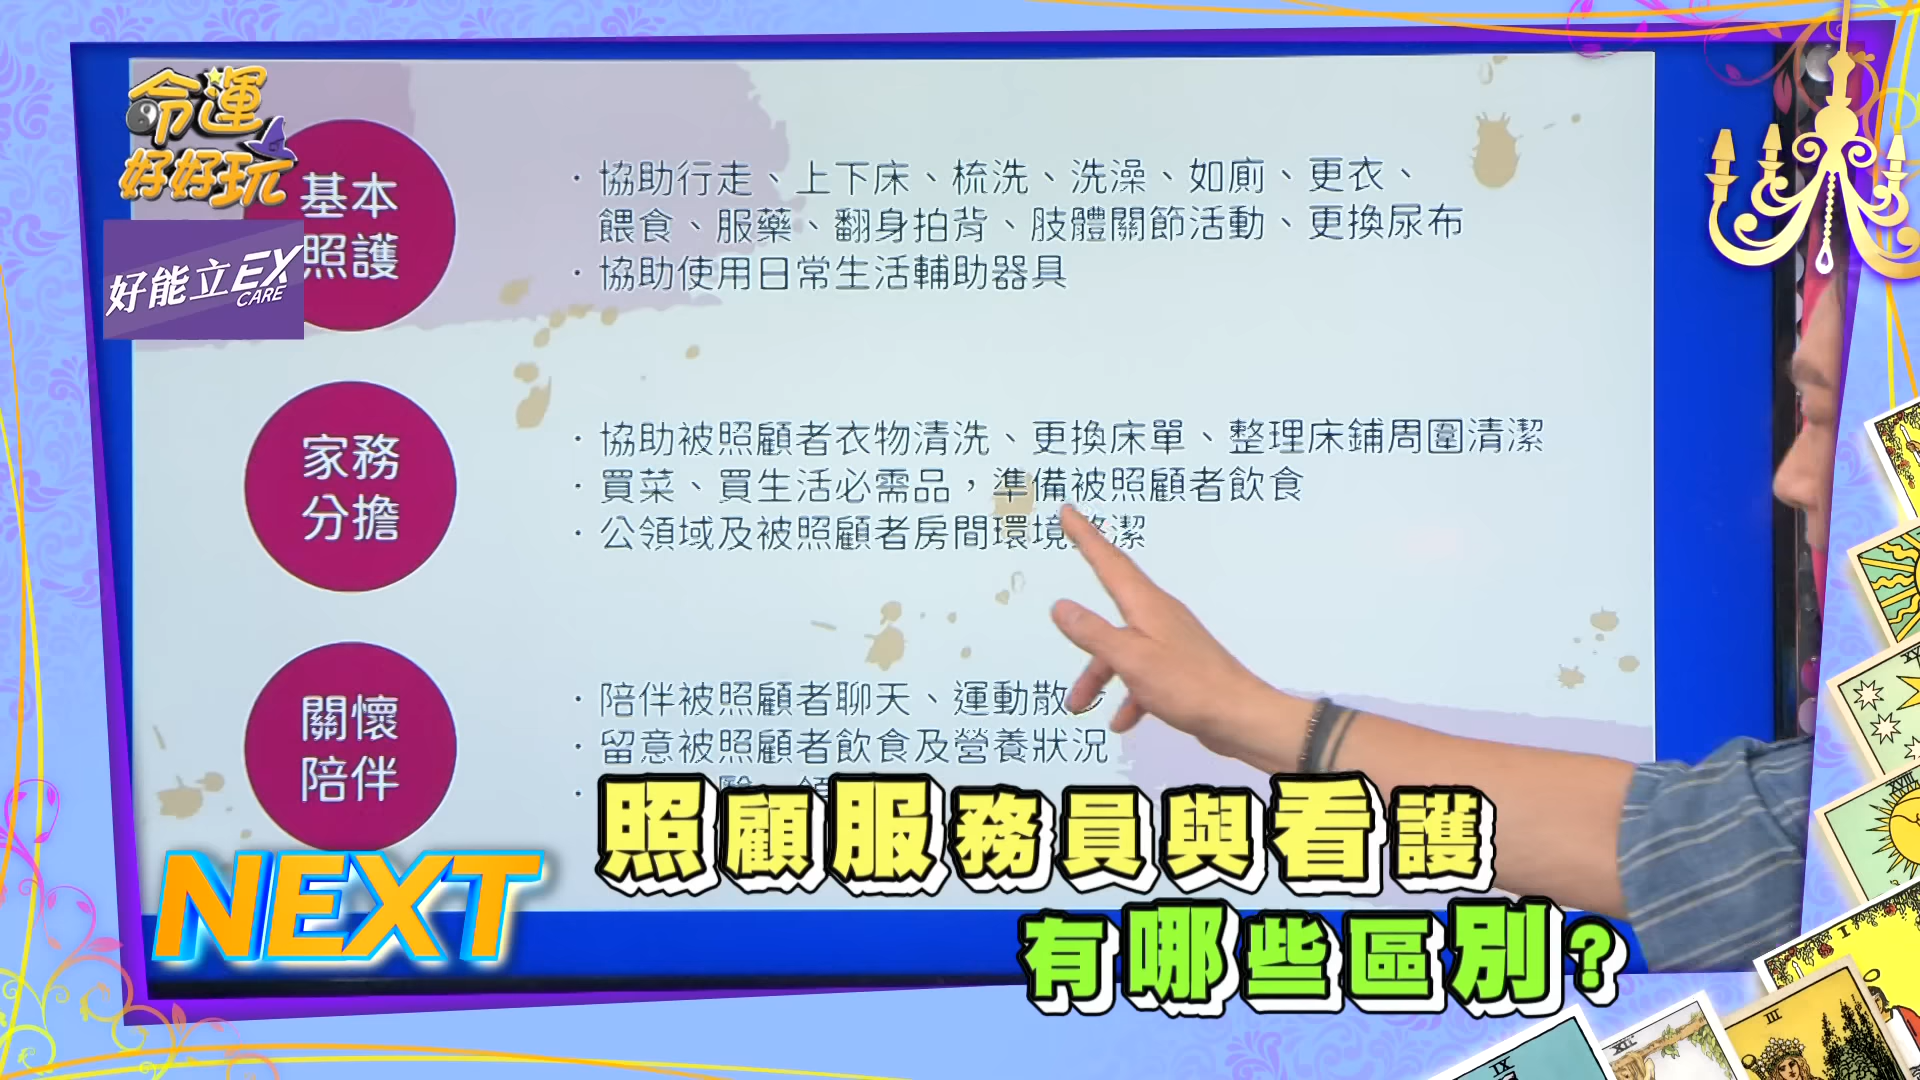 命運
好好玩
好能立EX
CARE
基本
照護
・協助行走、上下床、梳洗、洗澡、如廁、更衣、
餵食、服藥、翻身拍背、肢體關節活動、更換尿布
・協助使用日常生活輔助器具
家務
分擔
・協助被照顧者衣物清洗、更換床單、整理床鋪周圍清潔
・買菜、買生活必需品，準備被照顧者飲食
・公領域及被照顧者房間環境整潔
關懷
陪伴
・陪伴被照顧者聊天、運動散步
・留意被照顧者飲食及營養狀況
NEXT
照顧服務員與看護
有哪些區別?
XVIII
I
III
XII
IX